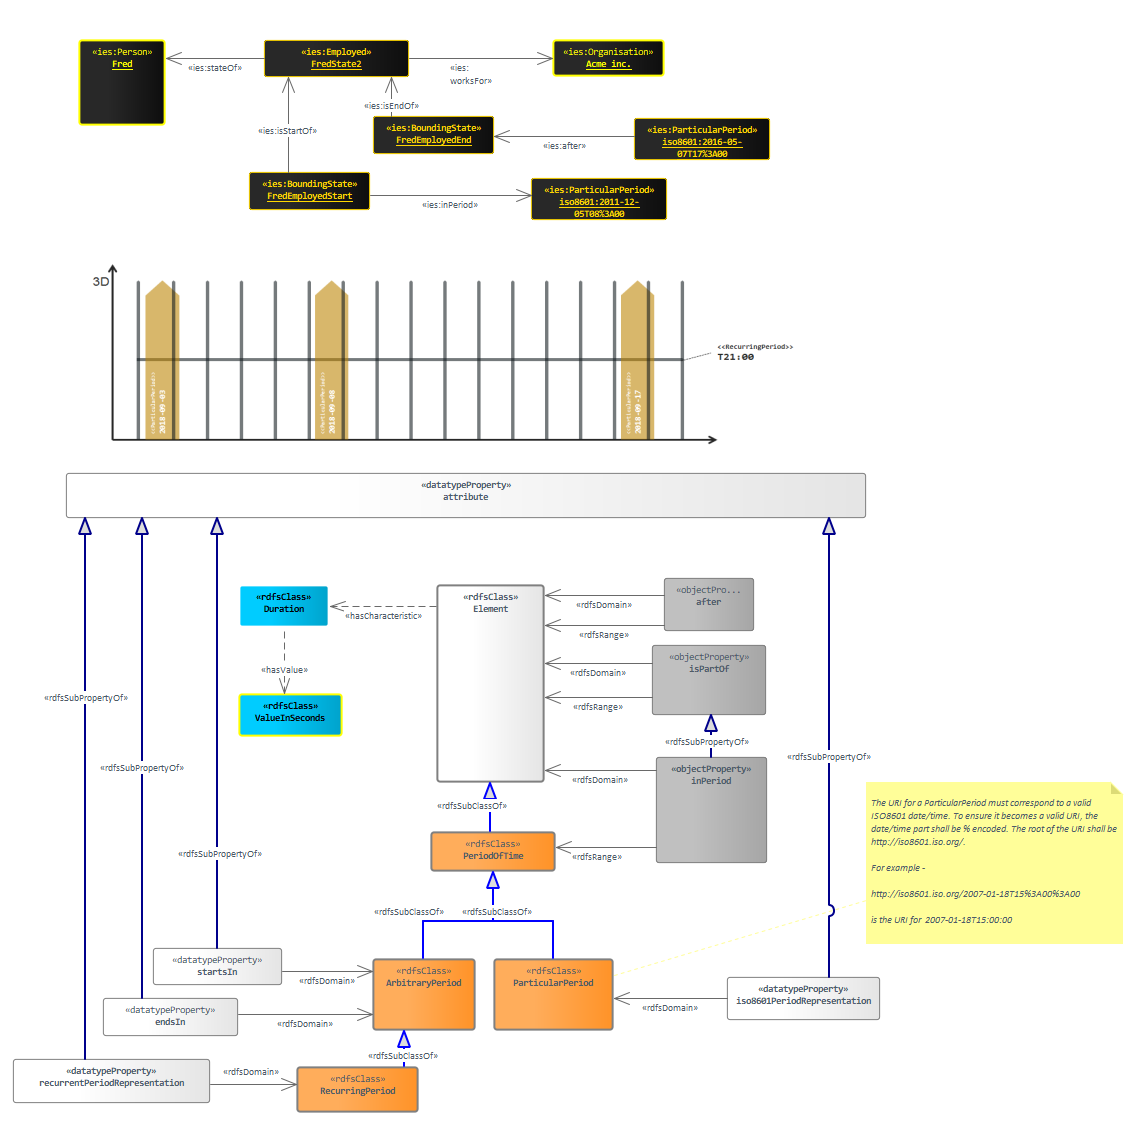 «ies:Person»
Fred
«ies:Employed»
FredState2
«ies:Organisation»
Acme inc.
«ies:stateOf»
«ies:
worksFor»
«ies:isEndOf»
«ies:isStartOf»
«ies:BoundingState»
FredEmployedEnd
«ies:after»
«ies:ParticularPeriod»
iso8601:2016-05-
07T17%3A00
«ies:BoundingState»
FredEmployedStart
«ies:inPeriod»
«ies:ParticularPeriod»
iso8601:2011-12-
05T08%3A00
3D
<<ParticularPeriod>>
2018-09-03
<<ParticularPeriod>>
2018-09-08
<<ParticularPeriod>>
2018-09-17
<<RecurringPeriod>>
T21:00
«datatypeProperty»
attribute
«rdfsClass»
Duration
«hasCharacteristic»
«rdfsClass»
Element
«rdfsDomain»
«rdfsRange»
«objectPro...
after
«hasValue»
«rdfsClass»
ValueInSeconds
«rdfsDomain»
«rdfsRange»
«objectProperty»
isPartOf
«rdfsSubPropertyOf»
«rdfsSubPropertyOf»
«rdfsSubPropertyOf»
«rdfsSubPropertyOf»
«rdfsSubPropertyOf»
«rdfsDomain»
«objectProperty»
inPeriod
«rdfsSubClassOf»
«rdfsClass»
PeriodOfTime
«rdfsRange»
The URI for a ParticularPeriod must correspond to a valid
ISO8601 date/time. To ensure it becomes a valid URI, the
date/time part shall be % encoded. The root of the URI shall be
http://iso8601.iso.org/.
For example -
http://iso8601.iso.org/2007-01-18T15%3A00%3A00
is the URI for 2007-01-18T15:00:00
«rdfsSubClassOf»
«rdfsSubClassOf»
«datatypeProperty»
startsIn
«rdfsDomain»
«rdfsClass»
ArbitraryPeriod
«rdfsClass»
ParticularPeriod
«rdfsDomain»
«datatypeProperty»
iso8601PeriodRepresentation
«datatypeProperty»
endsIn
«rdfsDomain»
«rdfsSubClassOf»
«datatypeProperty»
recurrentPeriodRepresentation
«rdfsDomain»
«rdfsClass»
RecurringPeriod